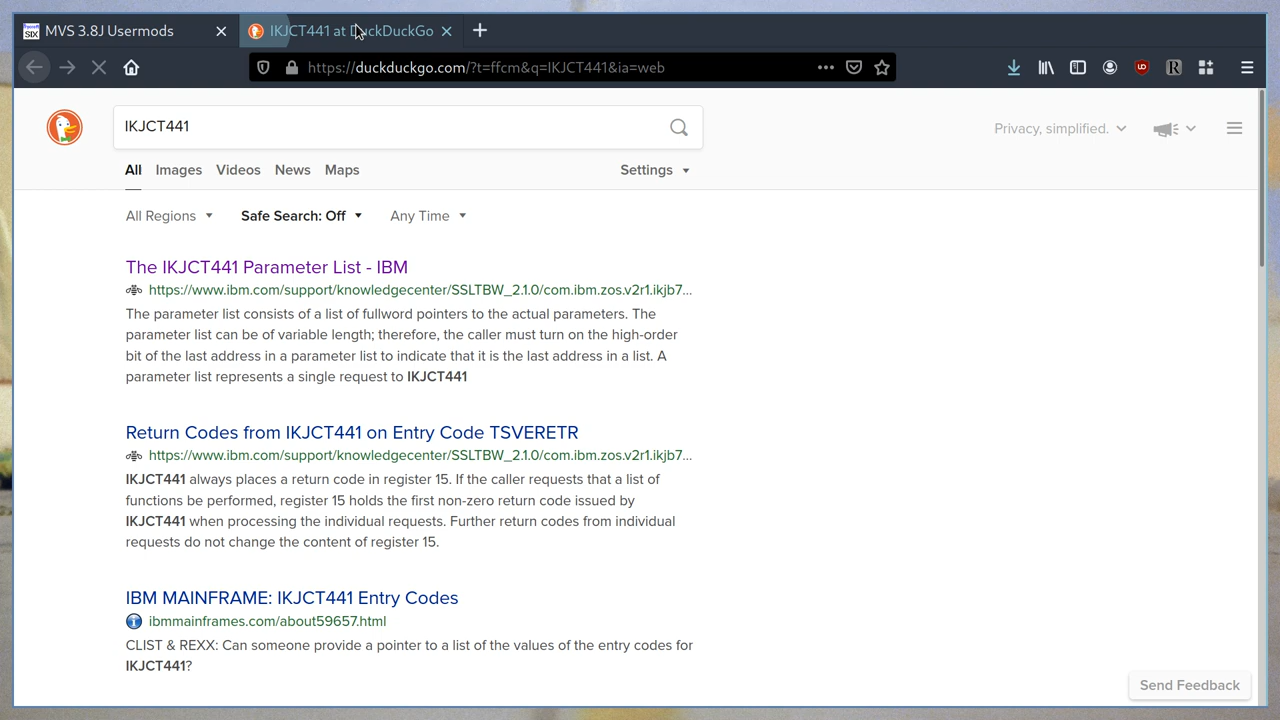 MVS 3.8J Usermods
IKJCT441 at DuckDuckGo
https://duckduckgo.com/?t=ffcm&q=IKJCT441&ia=web
IKJCT441
Privacy, simplified.
All Images Videos News Maps Settings
All Regions Safe Search: Off Any Time
The IKJCT441 Parameter List - IBM
https://www.ibm.com/support/knowledgecenter/SSLTBW_2.1.0/com.ibm.zos.v2r1.ikjb7...
The parameter list consists of a list of fullword pointers to the actual parameters. The
parameter list can be of variable length; therefore, the caller must turn on the high-order
bit of the last address in a parameter list to indicate that it is the last address in a list. A
parameter list represents a single request to IKJCT441
Return Codes from IKJCT441 on Entry Code TSVERETR
https://www.ibm.com/support/knowledgecenter/SSLTBW_2.1.0/com.ibm.zos.v2r1.ikjb7...
IKJCT441 always places a return code in register 15. If the caller requests that a list of
functions be performed, register 15 holds the first non-zero return code issued by
IKJCT441 when processing the individual requests. Further return codes from individual
requests do not change the content of register 15.
IBM MAINFRAME: IKJCT441 Entry Codes
ibmmainframes.com/about59657.html
CLIST & REXX: Can someone provide a pointer to a list of the values of the entry codes for
IKJCT441?
Send Feedback